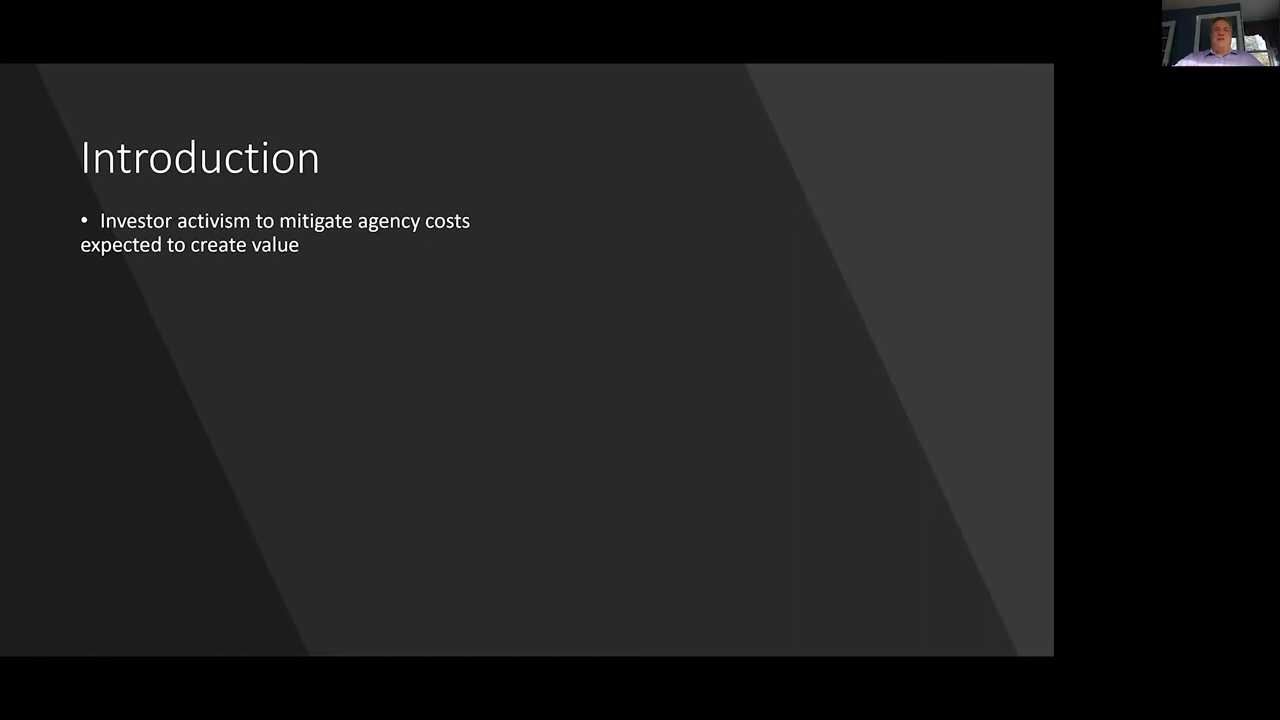 Introduction
• Investor activism to mitigate agency costs
expected to create value